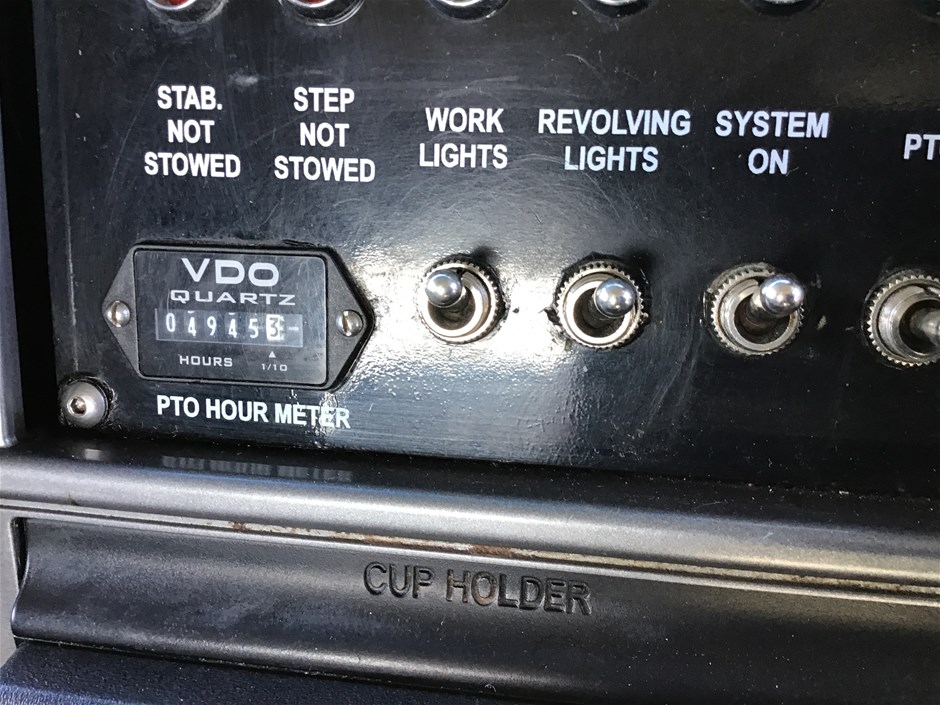 STAB.
NOT
STOWED
STEP
NOT
STOWED
WORK
LIGHTS
REVOLVING
LIGHTS
SYSTEM
ON
PT
VDO
QUARTZ
049453
HOURS 1/10
PTO HOUR METER
CUP HOLDER